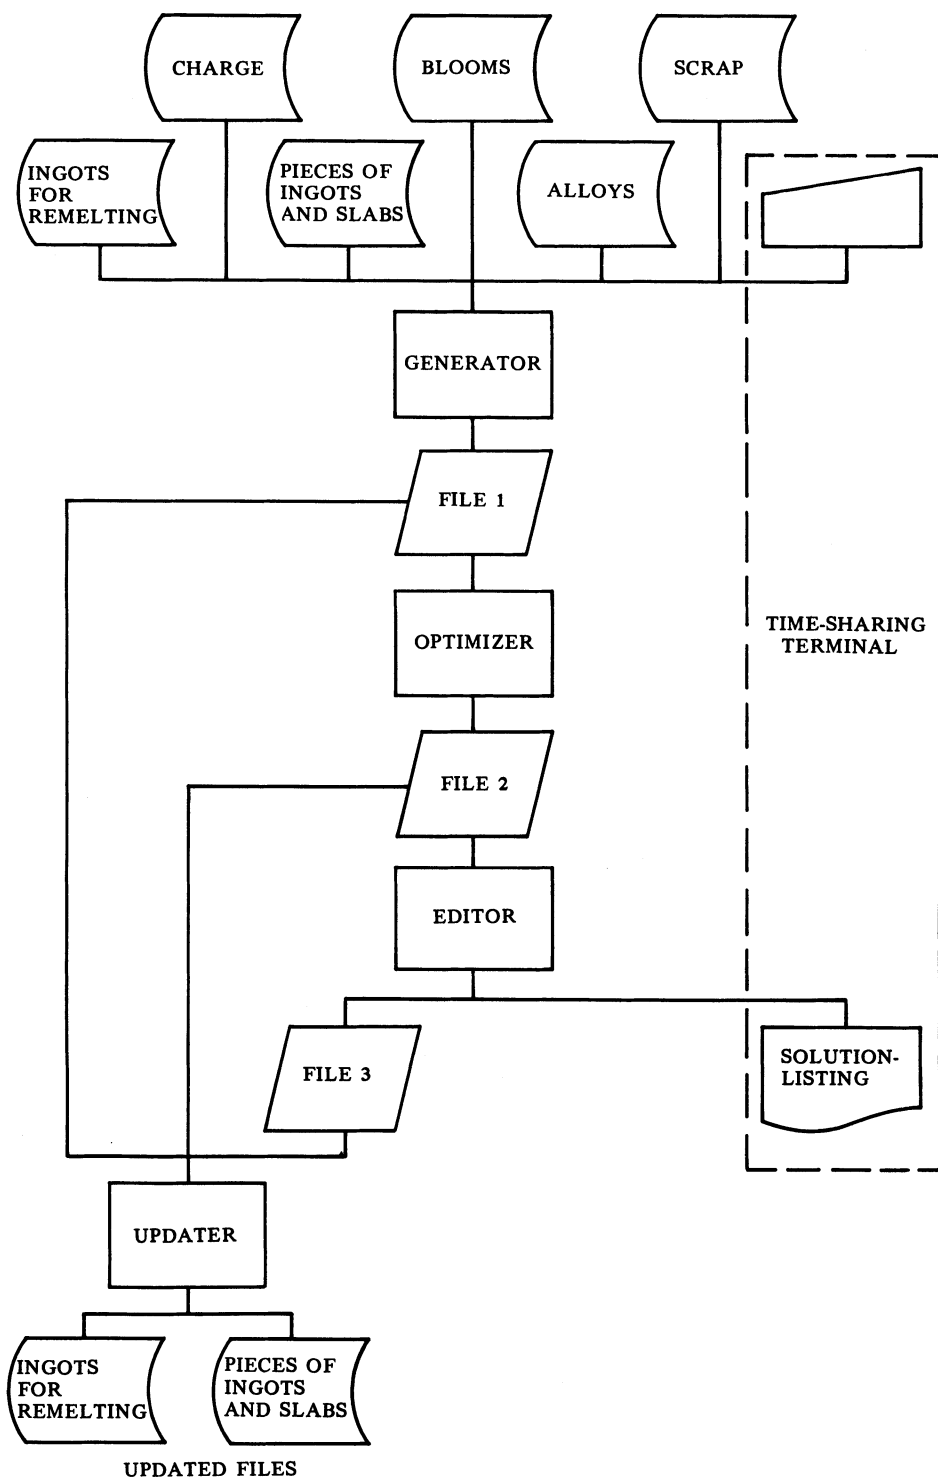 CHARGE
BLOOMS
SCRAP
INGOTS
FOR
REMELTING
PIECES OF
INGOTS
AND SLABS
ALLOYS
GENERATOR
FILE 1
OPTIMIZER
TIME-SHARING
TERMINAL
FILE 2
EDITOR
FILE 3
SOLUTION-
LISTING
UPDATER
INGOTS
FOR
REMELTING
PIECES OF
INGOTS
AND SLABS
UPDATED FILES